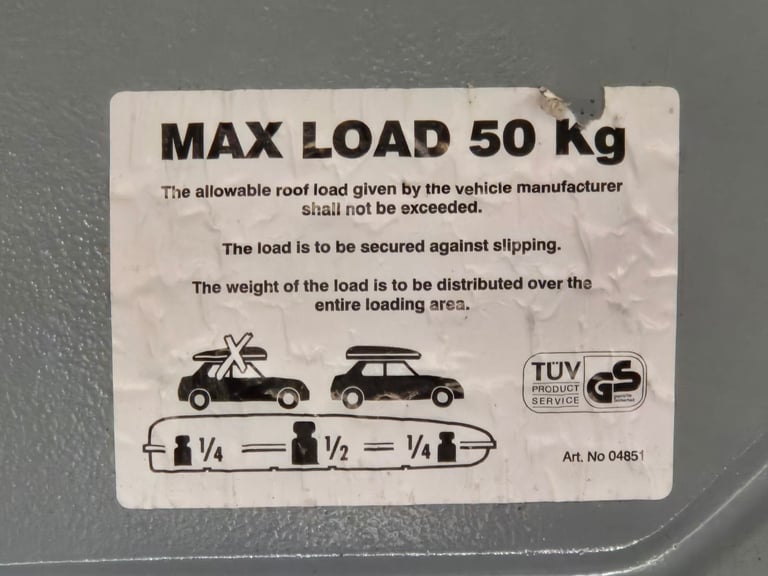 MAX LOAD 50 Kg
The allowable roof load given by the vehicle manufacturer
shall not be exceeded.
The load is to be secured against slipping.
The weight of the load is to be distributed over the
entire loading area.
TÜV
PRODUCT
SERVICE
GS
geprüfte
Sicherheit
1/4 1/2 1/4
Art. No 04851